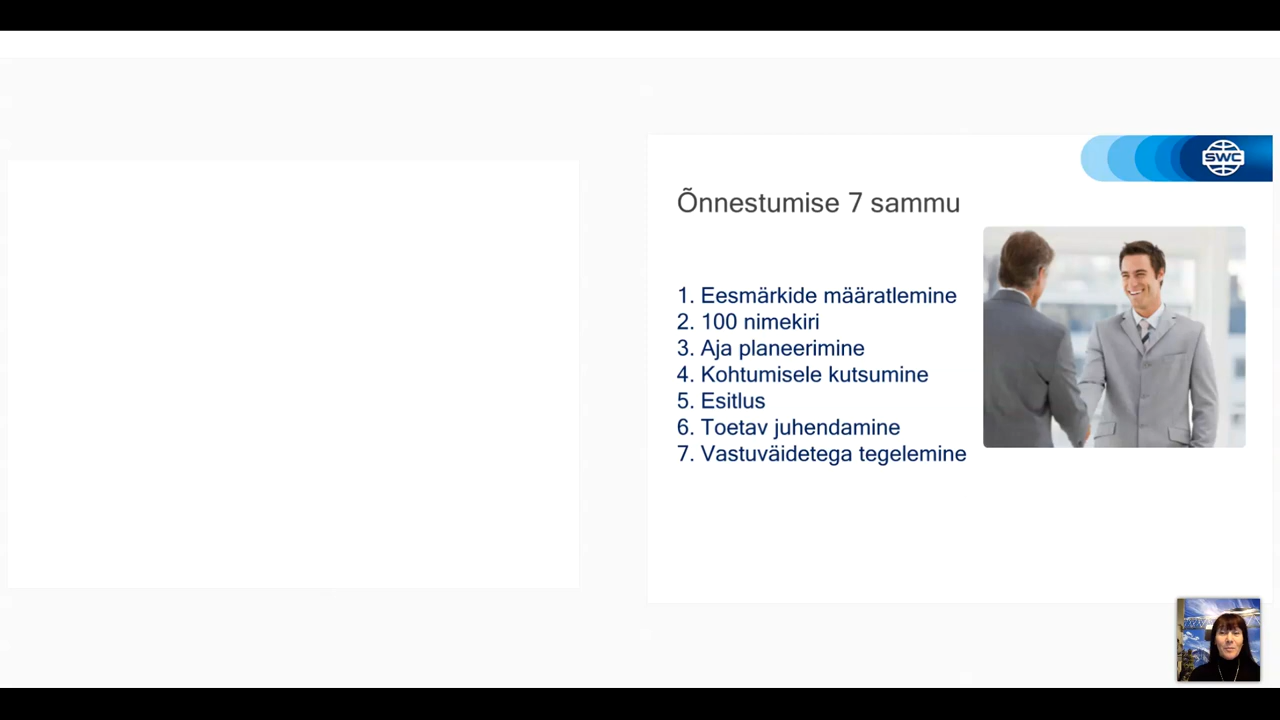 SWC
Õnnestumise 7 sammu
1. Eesmärkide määratlemine
2. 100 nimekiri
3. Aja planeerimine
4. Kohtumisele kutsumine
5. Esitlus
6. Toetav juhendamine
7. Vastuväidetega tegelemine